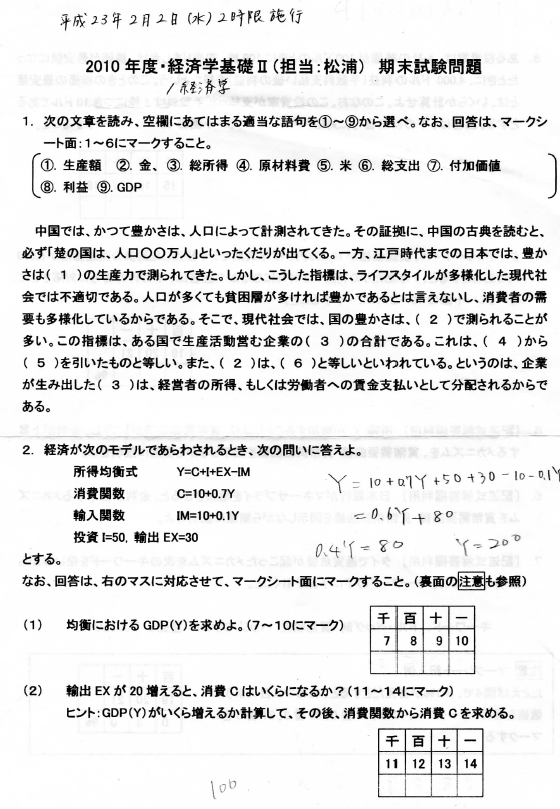 平成23年2月2日(水)2時限施行
2010年度・経済学基礎Ⅱ(担当:松浦) 期末試験問題
/経済学
1. 次の文章を読み、空欄にあてはまる適当な語句を①~⑨から選べ。なお、回答は、マークシ
ート面:1~6にマークすること。
①. 生産額 ②. 金、 ③. 総所得 ④. 原材料費 ⑤. 米 ⑥. 総支出 ⑦. 付加価値
⑧. 利益 ⑨. GDP
中国では、かつて豊かさは、人口によって計測されてきた。その証拠に、中国の古典を読むと、
必ず「楚の国は、人口〇〇万人」といったくだりが出てくる。一方、江戸時代までの日本では、豊か
さは( 1 )の生産力で測られてきた。しかし、こうした指標は、ライフスタイルが多様化した現代社
会では不適切である。人口が多くても貧困層が多ければ豊かであるとは言えないし、消費者の需
要も多様化しているからである。そこで、現代社会では、国の豊かさは、( 2 )で測られることが
多い。この指標は、ある国で生産活動営む企業の( 3 )の合計である。これは、( 4 )から
( 5 )を引いたものと等しい。また、( 2 )は、( 6 )と等しいといわれている。というのは、企業
が生み出した( 3 )は、経営者の所得、もしくは労働者への賃金支払いとして分配されるからで
ある。
2. 経済が次のモデルであらわされるとき、次の問いに答えよ。
所得均衡式 Y=C+I+EX-IM
消費関数 C=10+0.7Y
輸入関数 IM=10+0.1Y
投資 I=50, 輸出 EX=30
Y = 10+0.7Y+50+30-10-0.1Y
= 0.6Y+80
0.4Y=80 Y=200
とする。
なお、回答は、右のマスに対応させて、マークシート面にマークすること。(裏面の注意も参照)
(1) 均衡における GDP(Y)を求めよ。(7~10にマーク)
千 百 十 一
7 8 9 10
(2) 輸出 EX が 20 増えると、消費 C はいくらになるか?(11~14にマーク)
ヒント:GDP(Y)がいくら増えるか計算して、その後、消費関数から消費 C を求める。
千 百 十 一
11 12 13 14
100